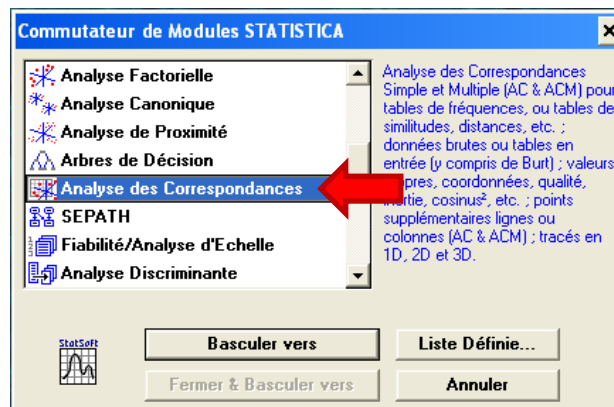 Commutateur de Modules STATISTICA
Analyse Factorielle
Analyse Canonique
Analyse de Proximité
Arbres de Décision
Analyse des Correspondances
SEPATH
Fiabilité/Analyse d'Echelle
Analyse Discriminante
Analyse des Correspondances
Simple et Multiple (AC & ACM) pour
tables de fréquences, ou tables de
similitudes, distances, etc. ;
données brutes ou tables en
entrée (y compris de Burt) ; valeurs
propres, coordonnées, qualité,
inertie, cosinus², etc. ; points
supplémentaires lignes ou
colonnes (AC & ACM) ; tracés en
1D, 2D et 3D.
StatSoft
Basculer vers
Liste Définie...
Fermer & Basculer vers
Annuler